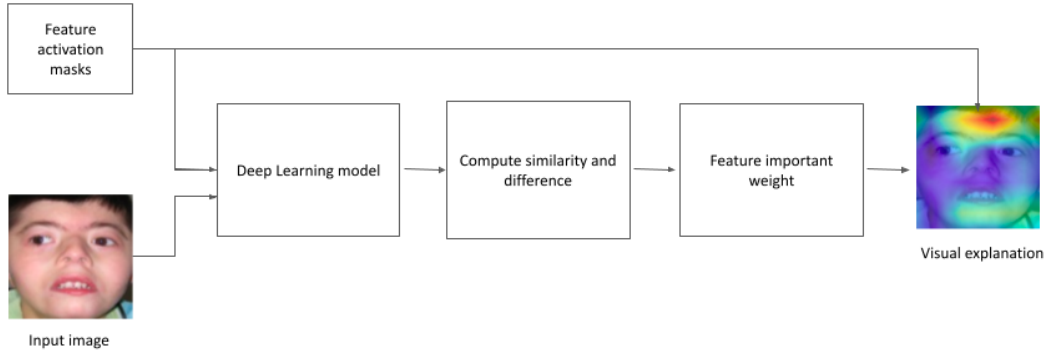 Feature
activation
masks
Deep Learning model
Compute similarity and
difference
Feature important
weight
Visual explanation
Input image